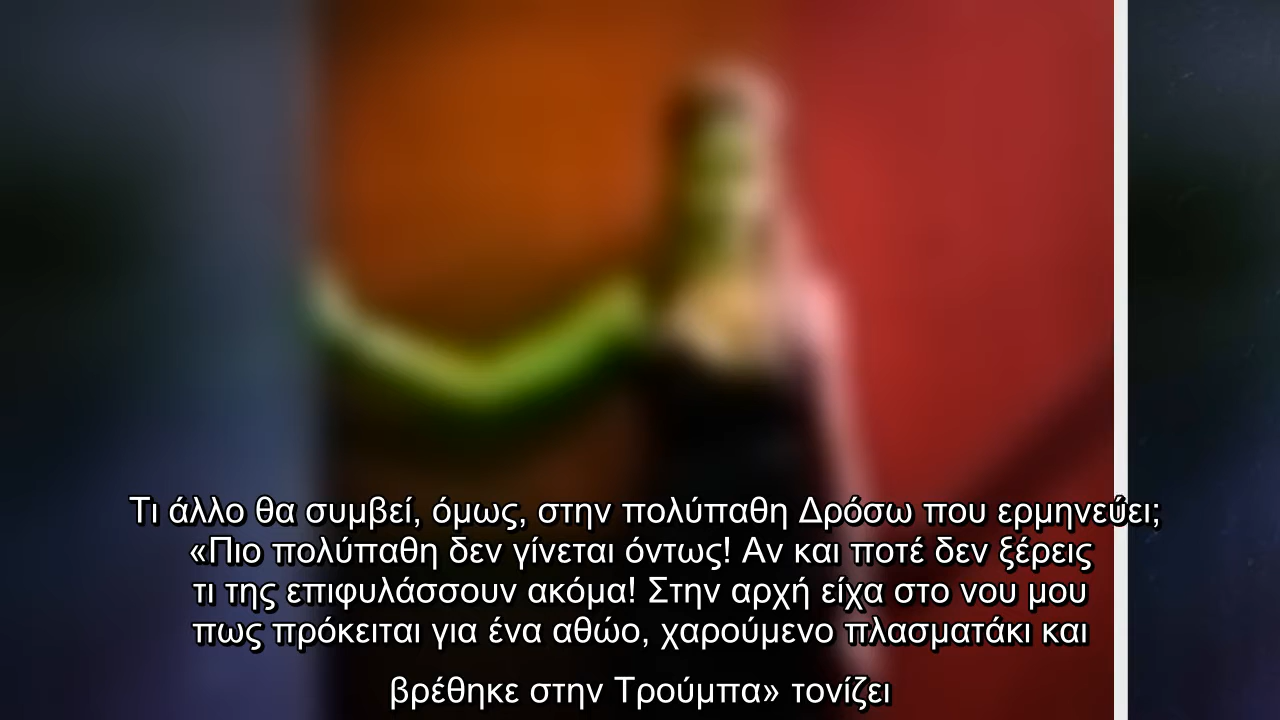 Τι άλλο θα συμβεί, όμως, στην πολύπαθη Δρόσω που ερμηνεύει;
«Πιο πολύπαθη δεν γίνεται όντως! Αν και ποτέ δεν ξέρεις
τι της επιφυλάσσουν ακόμα! Στην αρχή είχα στο νου μου
πως πρόκειται για ένα αθώο, χαρούμενο πλασματάκι και
βρέθηκε στην Τρούμπα» τονίζει